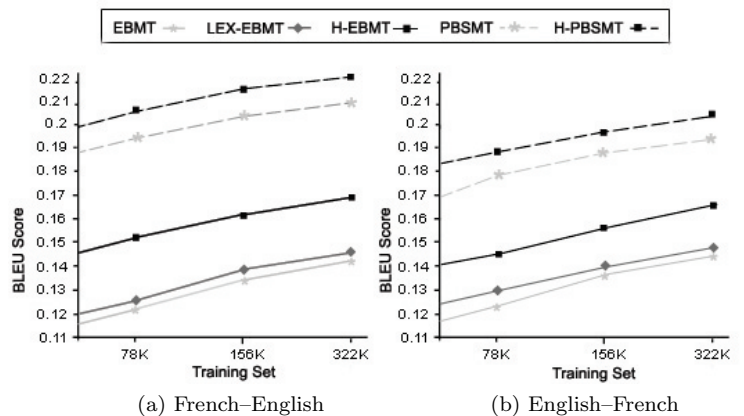 EBMT LEX-EBMT H-EBMT PBSMT H-PBSMT
0.22
0.21
0.2
0.19
0.18
0.17
0.16
0.15
0.14
0.13
0.12
0.11
BLEU Score
78K 156K 322K
Training Set
(a) French–English
0.22
0.21
0.2
0.19
0.18
0.17
0.16
0.15
0.14
0.13
0.12
0.11
BLEU Score
78K 156K 322K
Training Set
(b) English–French